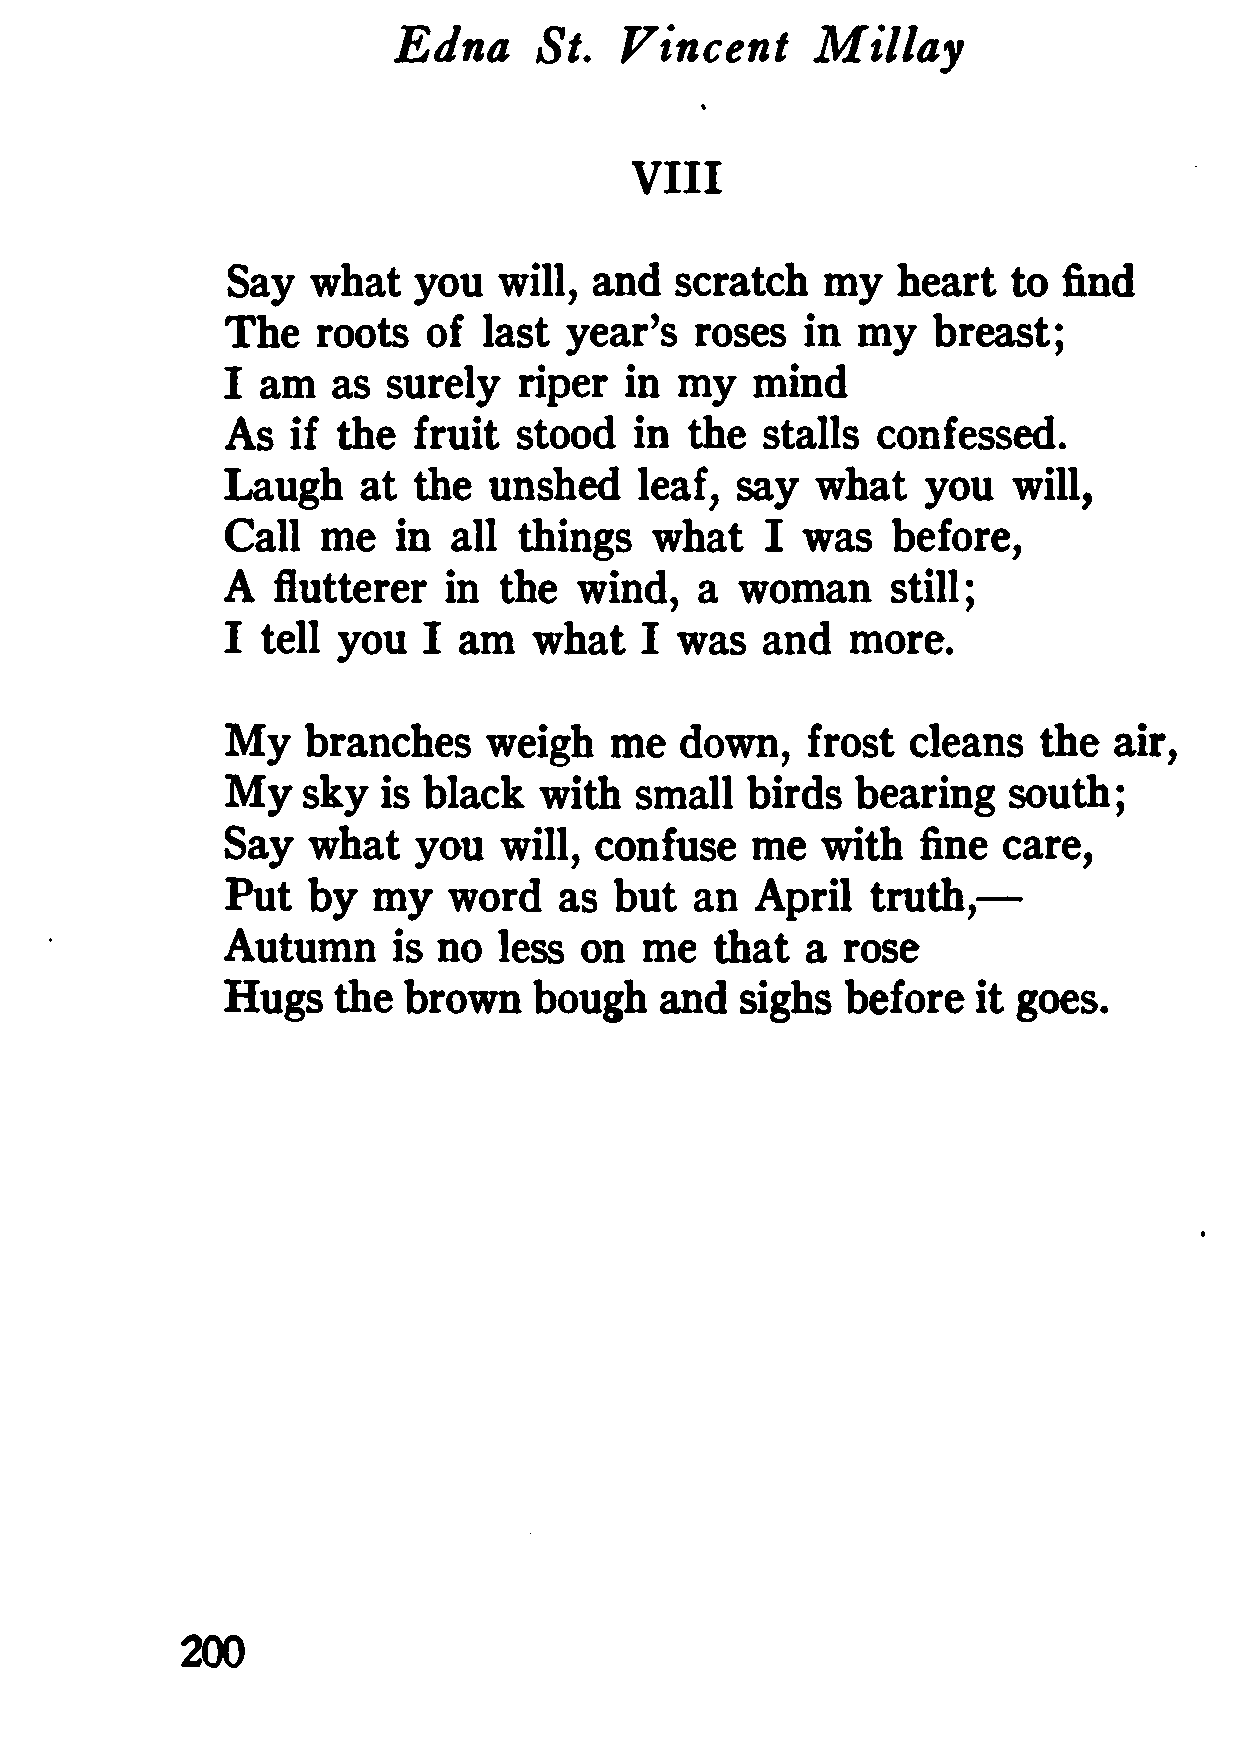 Edna St. Vincent Millay
VIII
Say what you will, and scratch my heart to find
The roots of last year's roses in my breast;
I am as surely riper in my mind
As if the fruit stood in the stalls confessed.
Laugh at the unshed leaf, say what you will,
Call me in all things what I was before,
A flutterer in the wind, a woman still;
I tell you I am what I was and more.
My branches weigh me down, frost cleans the air,
My sky is black with small birds bearing south;
Say what you will, confuse me with fine care,
Put by my word as but an April truth,—
Autumn is no less on me that a rose
Hugs the brown bough and sighs before it goes.
200